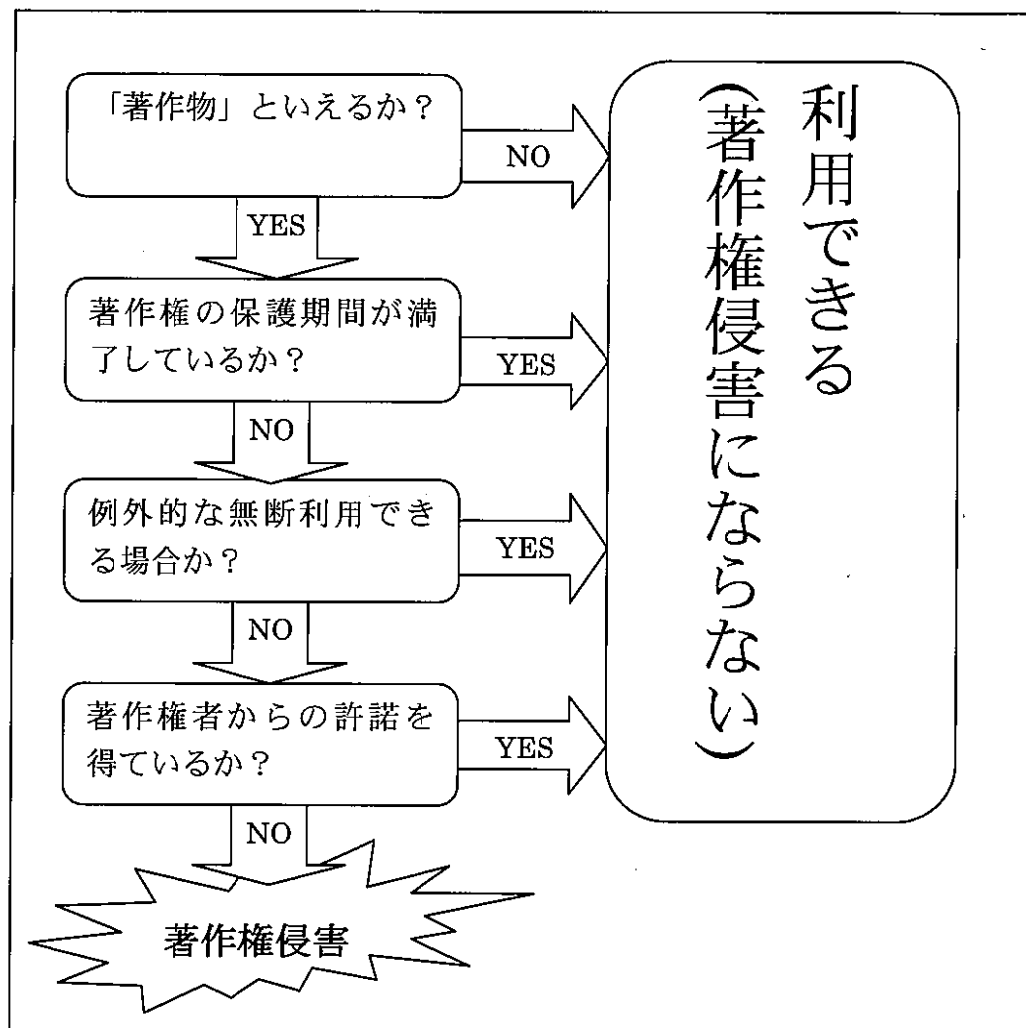 「著作物」といえるか？
NO
YES
著作権の保護期間が満
了しているか？
YES
NO
例外的な無断利用でき
る場合か？
YES
NO
著作権者からの許諾を
得ているか？
YES
NO
著作権侵害
利用できる
(著作権侵害にならない)